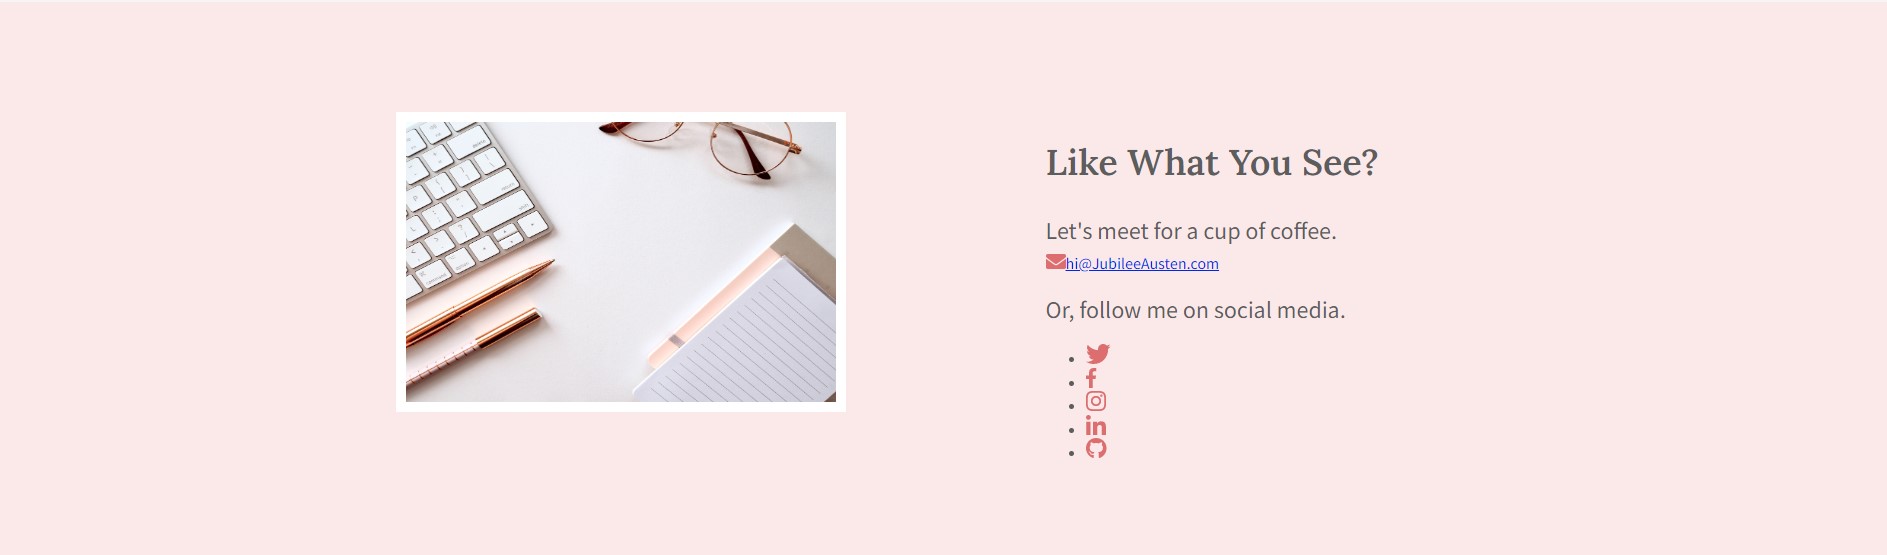 Like What You See?
Let's meet for a cup of coffee.
hi@JubileeAusten.com
Or, follow me on social media.